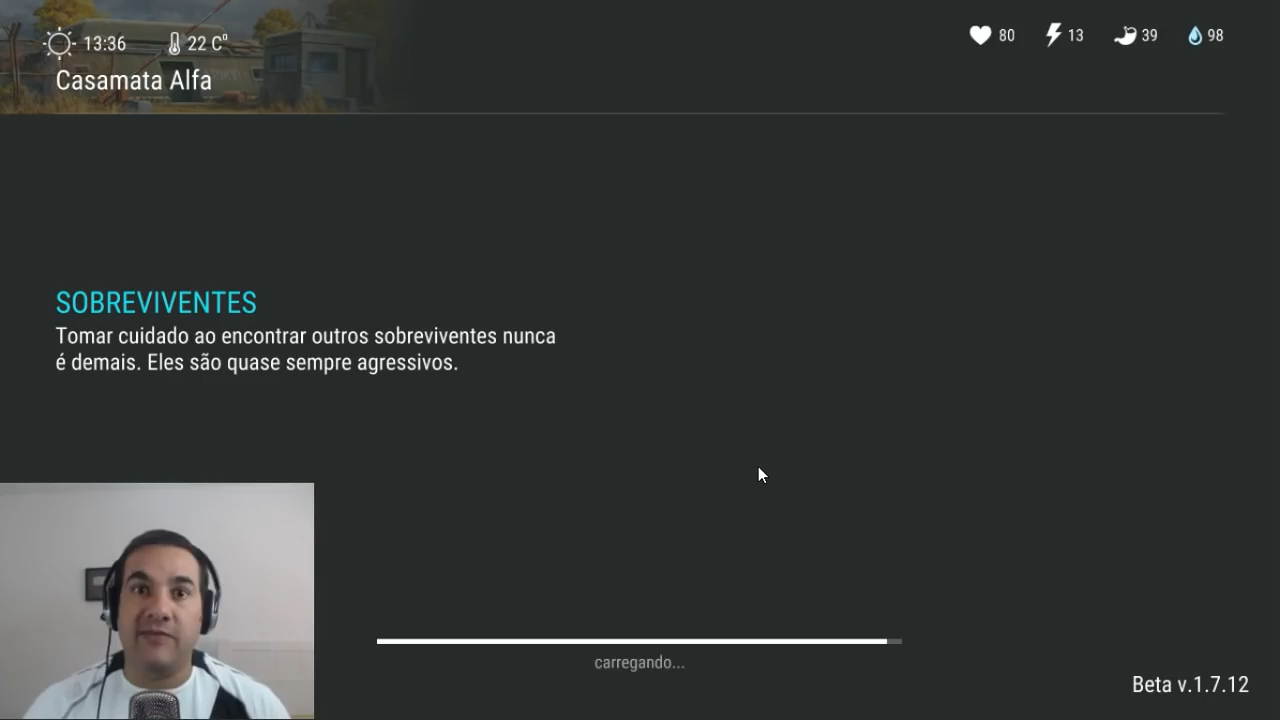 13:36 22 Cº 80 13 39 98
Casamata Alfa
SOBREVIVENTES
Tomar cuidado ao encontrar outros sobreviventes nunca
é demais. Eles são quase sempre agressivos.
carregando...
Beta v.1.7.12